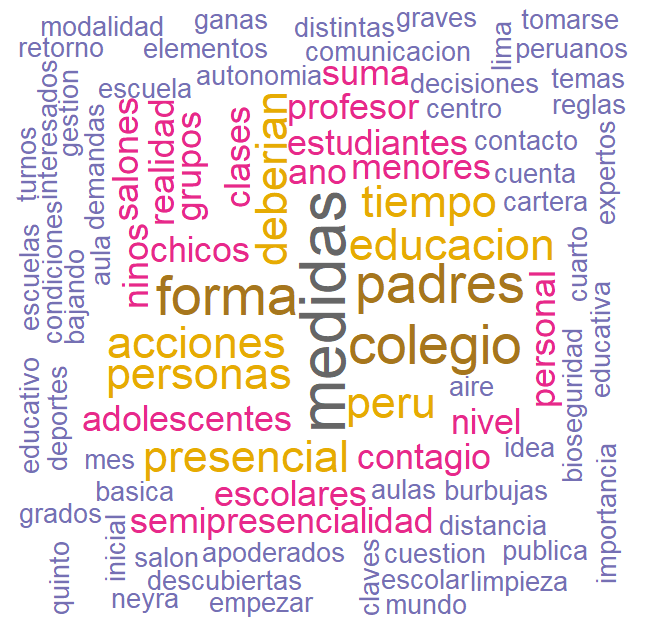 modalidad
ganas
distintas
graves
tomarse
retorno
elementos
comunicacion
lima
peruanos
interesados
gestion
escuela
autonomia
suma
decisiones
temas
turnos
demandas
salones
realidad
grupos
clases
deberian
profesor
centro
reglas
estudiantes
contacto
expertos
ano
menores
cuenta
escuelas
condiciones
bajando
aula
ninos
chicos
medidas
tiempo
cartera
educacion
cuarto
forma
padres
personal
educativa
acciones
colegio
bioseguridad
educativo
deportes
personas
peru
aire
adolescentes
nivel
mes
presencial
contagio
idea
importancia
basica
escolares
aulas
burbujas
grados
semipresencialidad
distancia
quinto
inicial
salon
apoderados
claves
cuestion
publica
descubiertas
escolar
limpieza
neyra
empezar
mundo